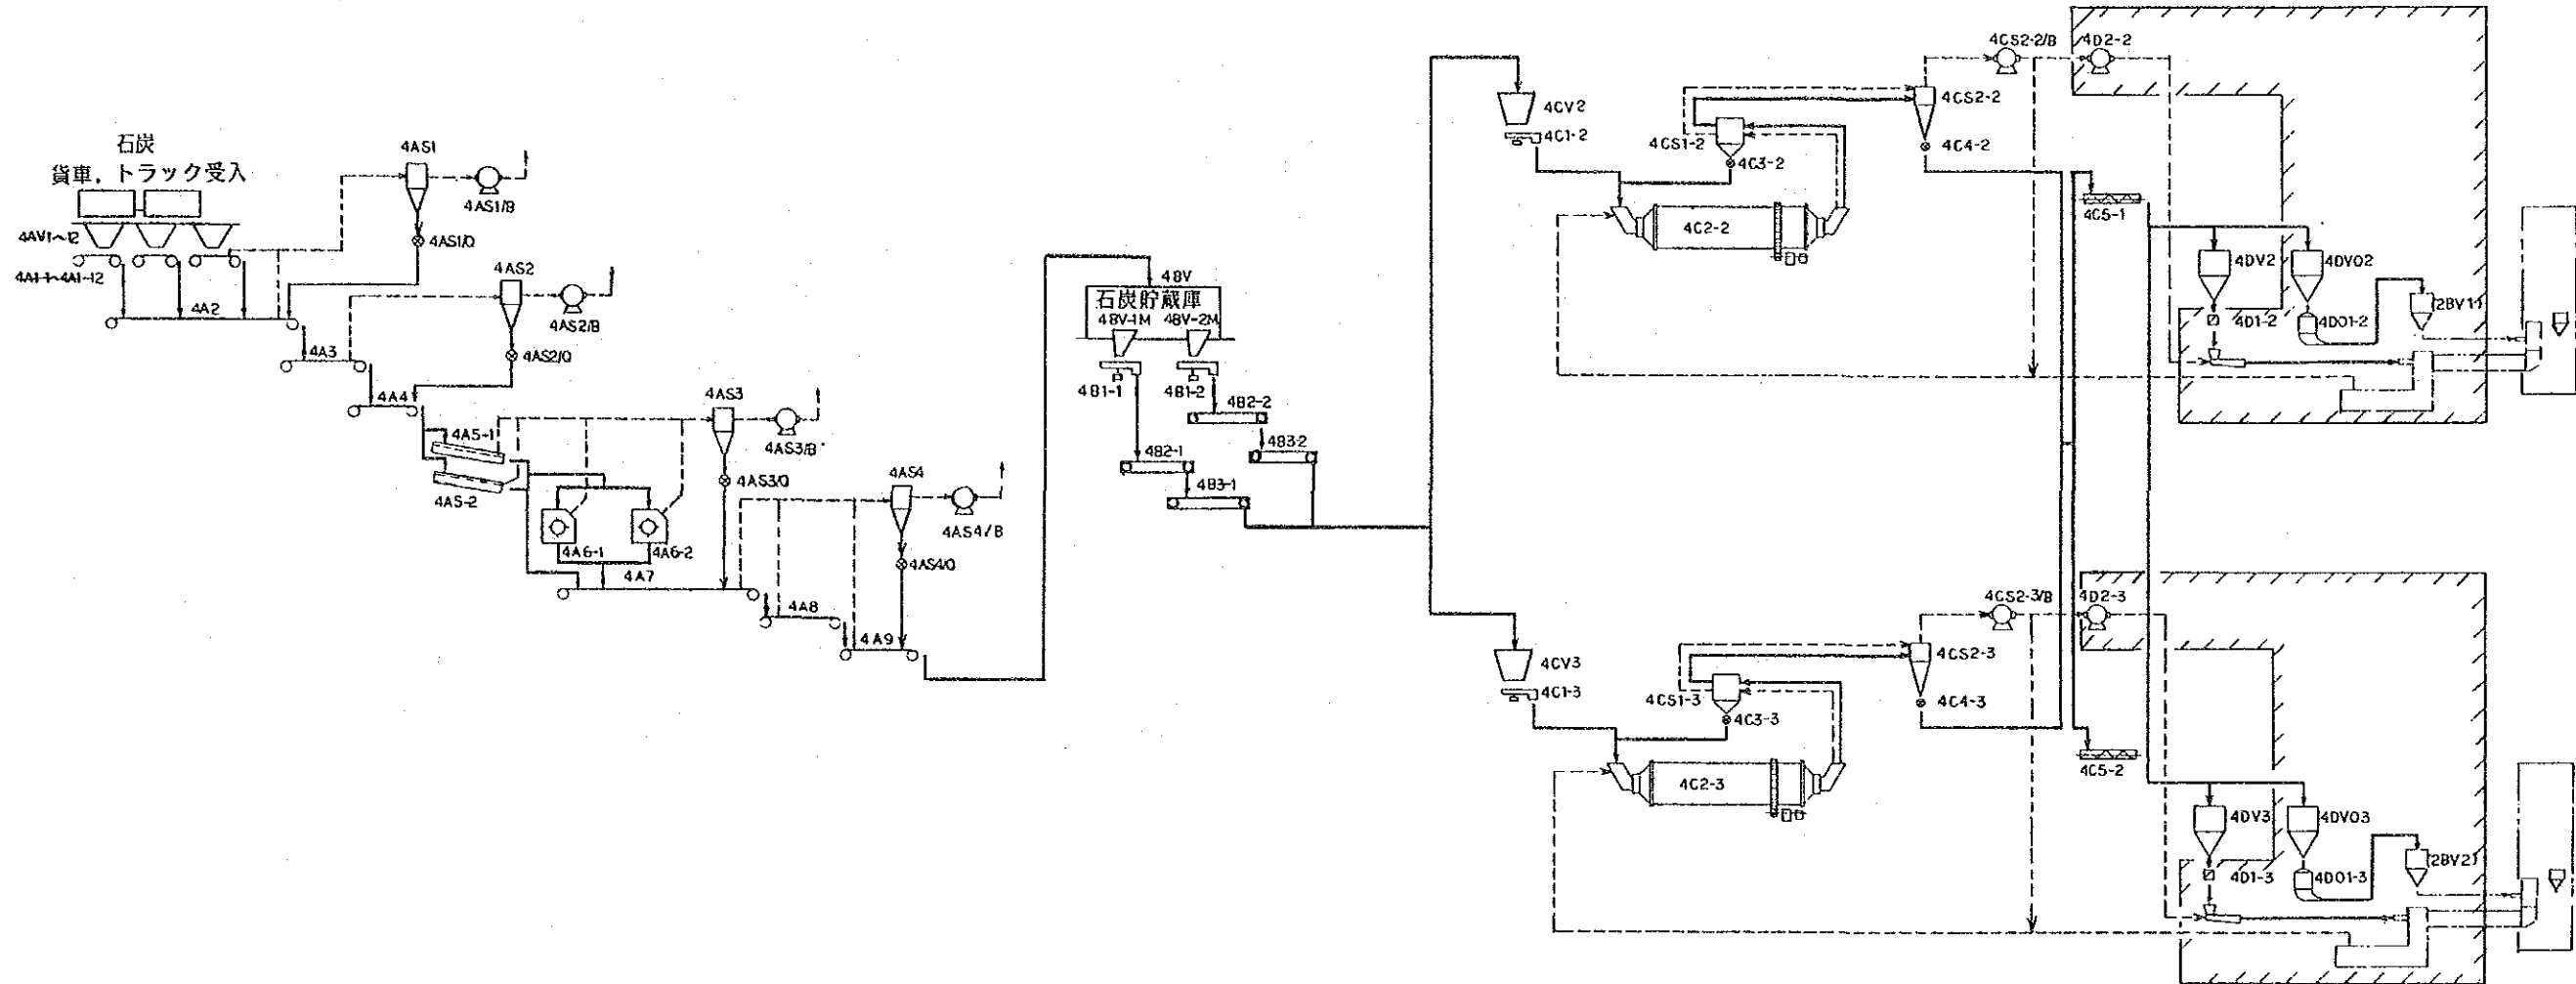 石炭
貨車，トラック受入
4AV1〜12
4A1-1〜4A1-12
4A2
4AS1
4AS1/B
4AS1/Q
4A3
4AS2
4AS2/B
4AS2/Q
4A4
4A5-1
4A5-2
4AS3
4AS3/B
4AS3/Q
4A6-1
4A6-2
4A7
4AS4
4AS4/B
4AS4/Q
4A8
4A9
4BV
石炭貯蔵庫
4BV-1M
4BV-2M
4B1-1
4B1-2
4B2-2
4B2-1
4B3-2
4B3-1
4CV2
4C1-2
4CS1-2
4C3-2
4C2-2
4CS2-2
4C4-2
4CS2-2/B
4D2-2
4C5-1
4DV2
4DV02
4D1-2
4D01-2
(2BV1)
4CV3
4C1-3
4CS1-3
4C3-3
4C2-3
4CS2-3
4C4-3
4CS2-3/B
4D2-3
4C5-2
4DV3
4DV03
4D1-3
4D01-3
(2BV2)